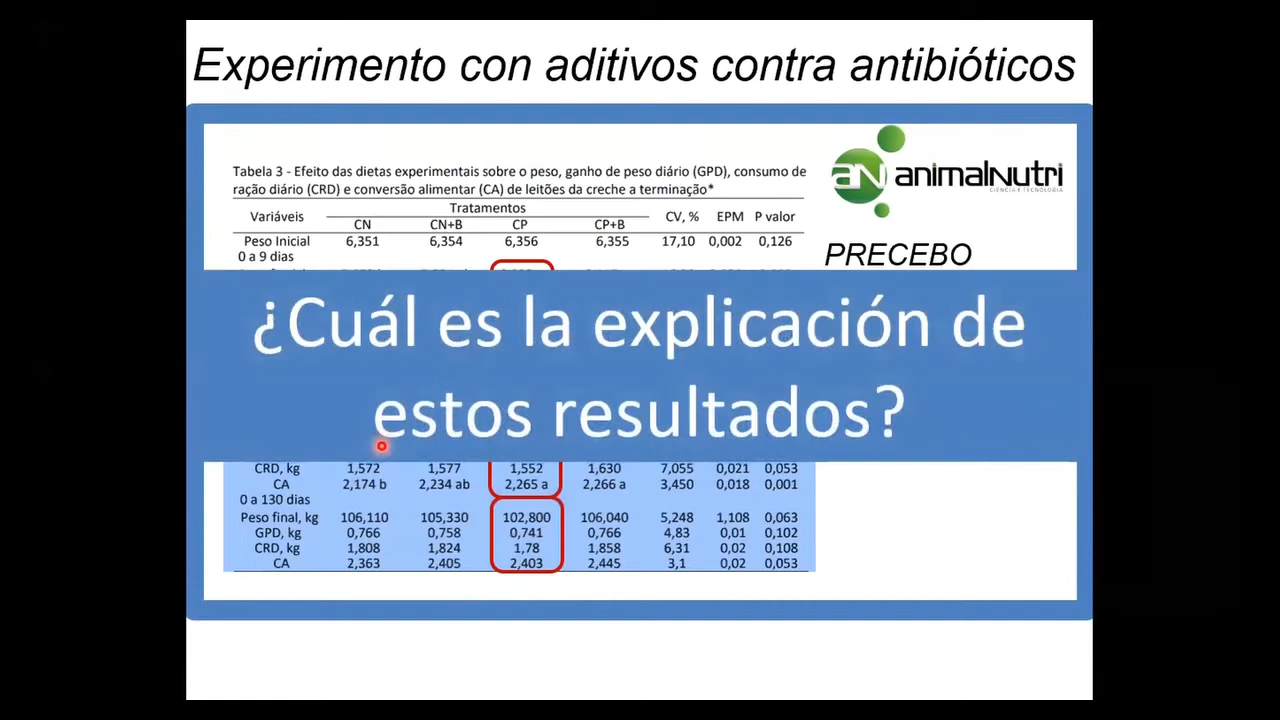 Experimento con aditivos contra antibióticos
Tabela 3 - Efeito das dietas experimentais sobre o peso, ganho de peso diário (GPD), consumo de
ração diário (CRD) e conversão alimentar (CA) de leitões da creche a terminação*
Variáveis Tratamentos CV, % EPM P valor
CN CN+B CP CP+B
Peso Inicial 6,351 6,354 6,356 6,355 17,10 0,002 0,126
0 a 9 dias
animalNutri
CIÊNCIA E TECNOLOGIA
PRECEBO
¿Cuál es la explicación de
estos resultados?
CRD, kg 1,572 1,577 1,552 1,630 7,055 0,021 0,053
CA 2,174 b 2,234 ab 2,265 a 2,266 a 3,450 0,018 0,001
0 a 130 dias
Peso final, kg 106,110 105,330 102,800 106,040 5,248 1,108 0,063
GPD, kg 0,766 0,758 0,741 0,766 4,83 0,01 0,102
CRD, kg 1,808 1,824 1,78 1,858 6,31 0,02 0,108
CA 2,363 2,405 2,403 2,445 3,1 0,02 0,053